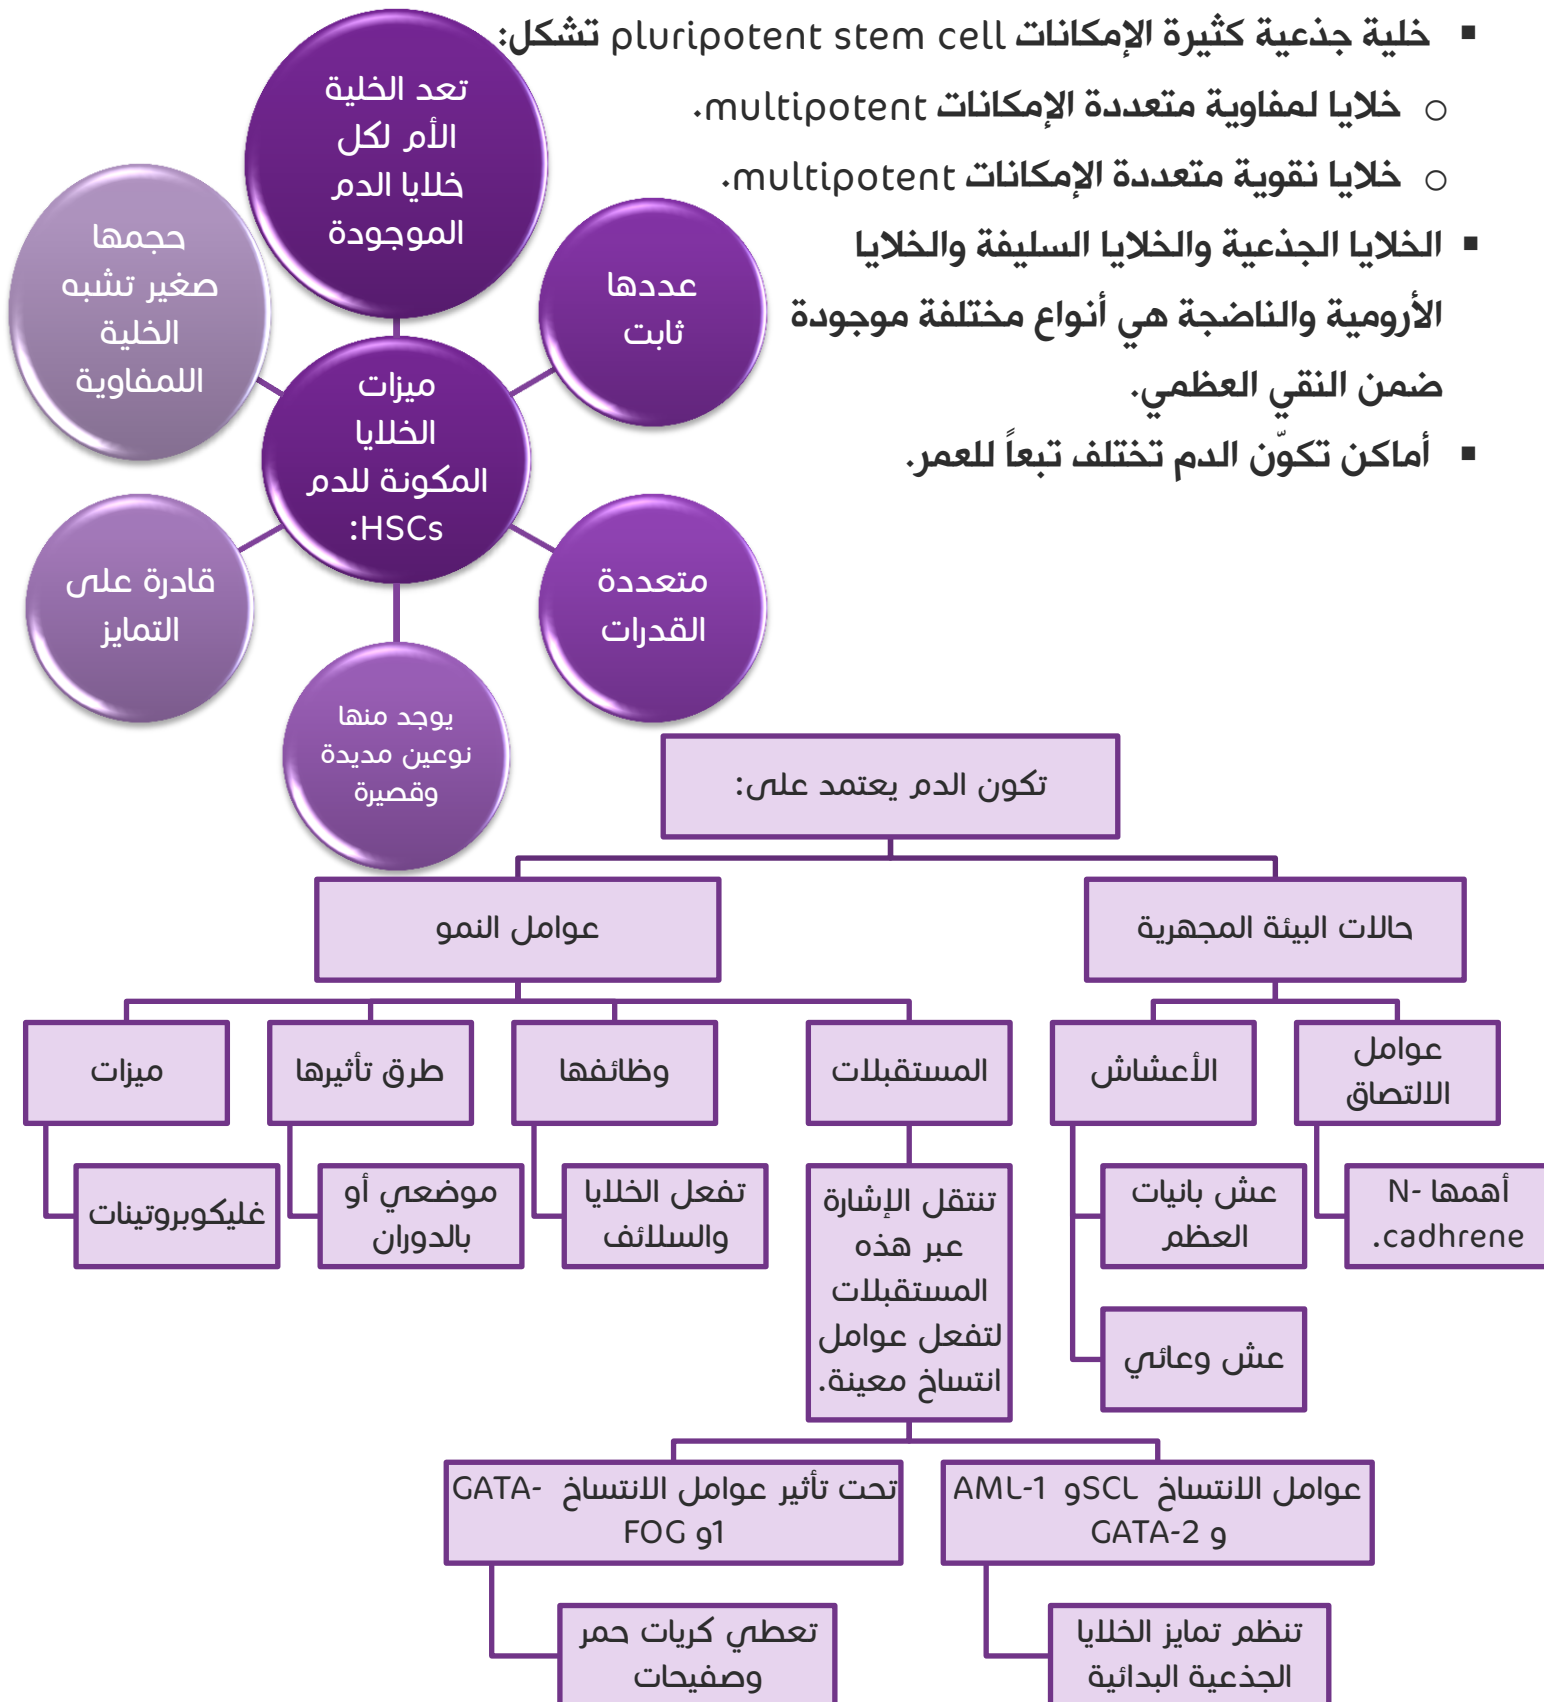 ▪ خلية جذعية كثيرة الإمكانات pluripotent stem cell تشكل:
○ خلايا لمفاوية متعددة الإمكانات multipotent.
○ خلايا نقوية متعددة الإمكانات multipotent.
▪ الخلايا الجذعية والخلايا السليفة والخلايا
الأرومية والناضجة هي أنواع مختلفة موجودة
ضمن النقي العظمي.
▪ أماكن تكوّن الدم تختلف تبعاً للعمر.
ميزات
الخلايا
المكونة للدم
HSCs:
تعد الخلية
الأم لكل
خلايا الدم
الموجودة
عددها
ثابت
متعددة
القدرات
يوجد منها
نوعين مديدة
وقصيرة
قادرة على
التمايز
حجمها
صغير تشبه
الخلية
اللمفاوية
تكون الدم يعتمد على:
حالات البيئة المجهرية
عوامل النمو
عوامل
الالتصاق
الأعشاش
المستقبلات
وظائفها
طرق تأثيرها
ميزات
أهمها N-
cadhrene.
عش بانيات
العظم
عش وعائي
تنتقل الإشارة
عبر هذه
المستقبلات
لتفعل عوامل
انتساخ معينة.
تفعل الخلايا
والسلائف
موضعي أو
بالدوران
غليكوبروتينات
عوامل الانتساخ SCL و AML-1
و GATA-2
تحت تأثير عوامل الانتساخ GATA-
1و FOG
تنظم تمايز الخلايا
الجذعية البدائية
تعطي كريات حمر
وصفيحات